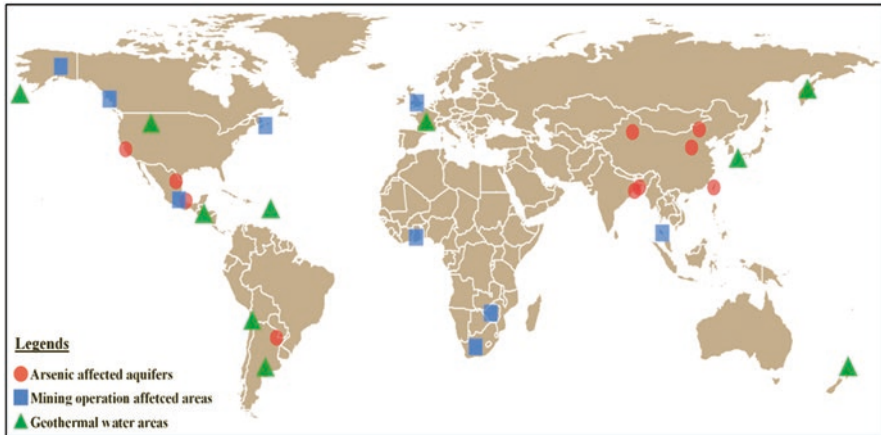 Legends
Arsenic affected aquifers
Mining operation affetced areas
Geothermal water areas